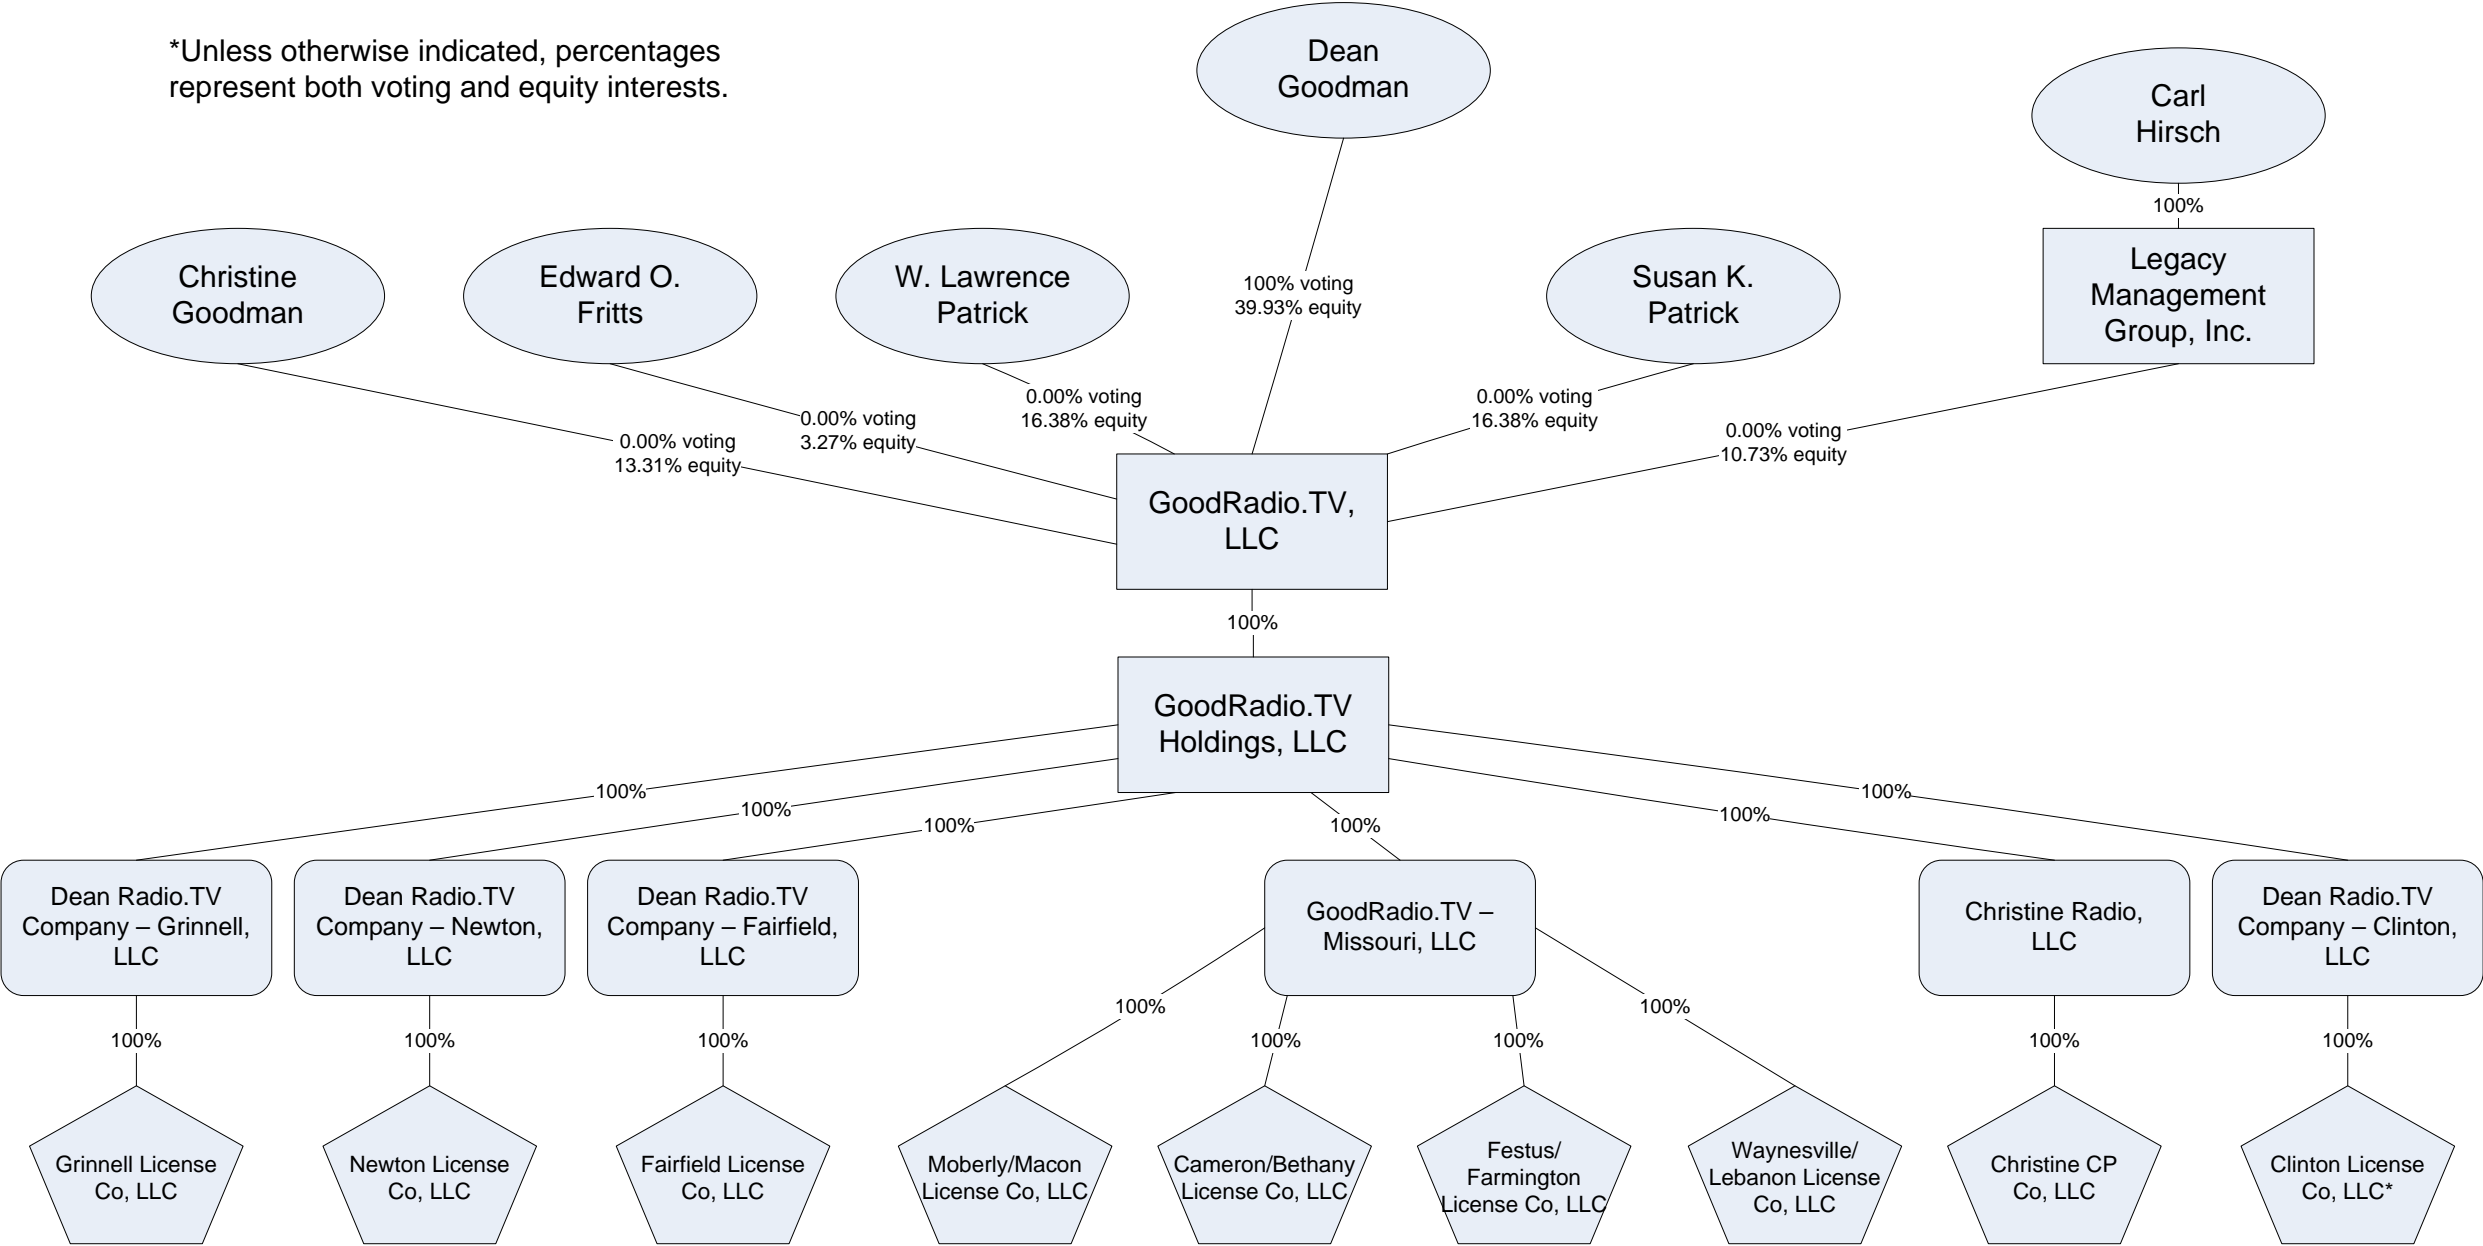 *Unless otherwise indicated, percentages
represent both voting and equity interests.
Dean
Goodman
Carl
Hirsch
100%
Christine
Goodman
Edward O.
Fritts
W. Lawrence
Patrick
100% voting
39.93% equity
Susan K.
Patrick
Legacy
Management
Group, Inc.
0.00% voting
13.31% equity
0.00% voting
3.27% equity
0.00% voting
16.38% equity
0.00% voting
16.38% equity
0.00% voting
10.73% equity
GoodRadio.TV,
LLC
100%
GoodRadio.TV
Holdings, LLC
100%
100%
100%
100%
100%
100%
Dean Radio.TV
Company – Grinnell,
LLC
Dean Radio.TV
Company – Newton,
LLC
Dean Radio.TV
Company – Fairfield,
LLC
GoodRadio.TV –
Missouri, LLC
Christine Radio,
LLC
Dean Radio.TV
Company – Clinton,
LLC
100%
100%
100%
100%
100%
100%
100%
100%
100%
Grinnell License
Co, LLC
Newton License
Co, LLC
Fairfield License
Co, LLC
Moberly/Macon
License Co, LLC
Cameron/Bethany
License Co, LLC
Festus/
Farmington
License Co, LLC
Waynesville/
Lebanon License
Co, LLC
Christine CP
Co, LLC
Clinton License
Co, LLC*